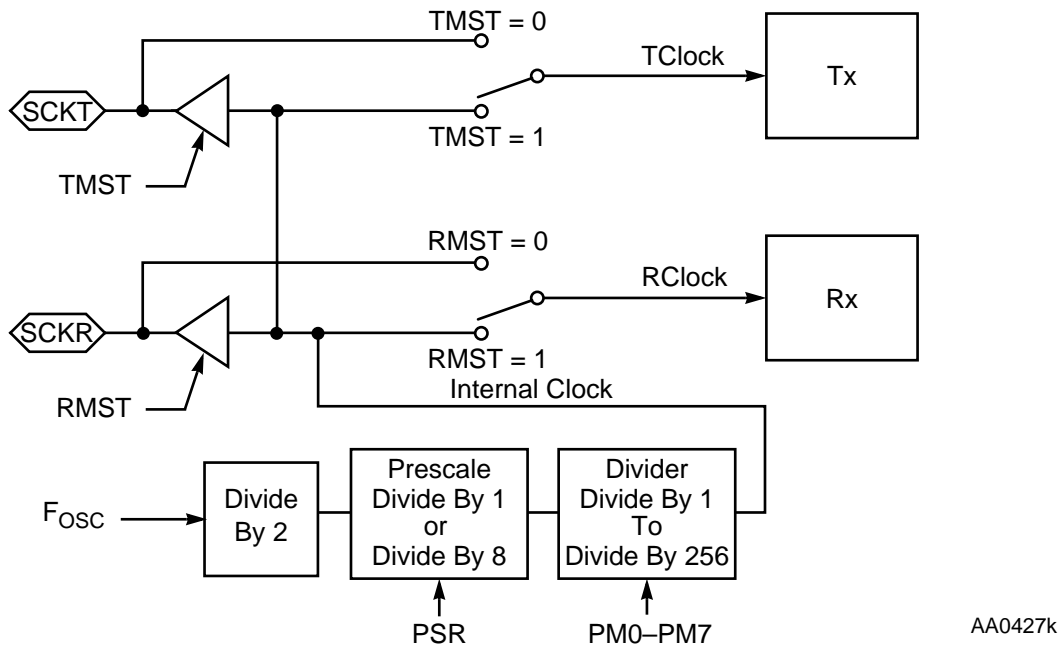 TMST = 0
TClock
Tx
SCKT
TMST = 1
TMST
RMST = 0
RClock
Rx
SCKR
RMST = 1
RMST
Internal Clock
FOSC
Divide
By 2
Prescale
Divide By 1
or
Divide By 8
Divider
Divide By 1
To
Divide By 256
PSR
PM0–PM7
AA0427k